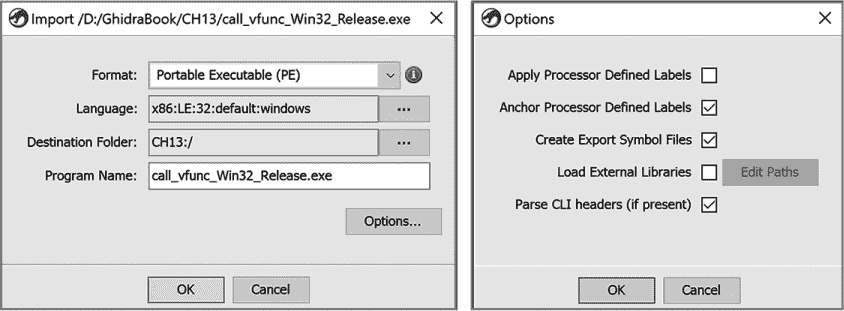 Import /D:/GhidraBook/CH13/call_vfunc_Win32_Release.exe
Format: Portable Executable (PE)
Language: x86:LE:32:default:windows ...
Destination Folder: CH13:/ ...
Program Name: call_vfunc_Win32_Release.exe
Options...
OK Cancel
Options
Apply Processor Defined Labels
Anchor Processor Defined Labels
Create Export Symbol Files
Load External Libraries Edit Paths
Parse CLI headers (if present)
OK Cancel